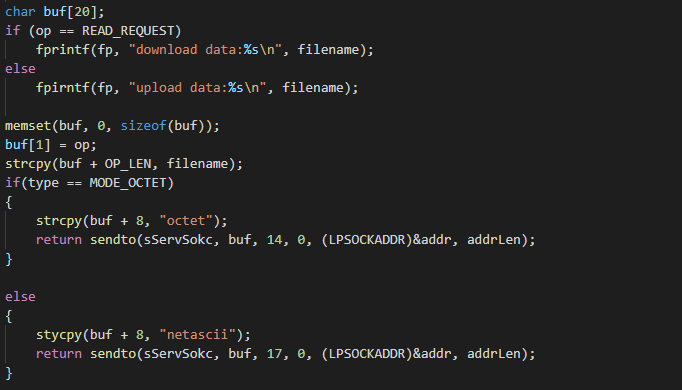 char buf[20];
if (op == READ_REQUEST)
fprintf(fp, "download data:%s\n", filename);
else
fpirntf(fp, "upload data:%s\n", filename);
memset(buf, 0, sizeof(buf));
buf[1] = op;
strcpy(buf + OP_LEN, filename);
if(type == MODE_OCTET)
{
strcpy(buf + 8, "octet");
return sendto(sServSokc, buf, 14, 0, (LPSOCKADDR)&addr, addrLen);
}
else
{
stycpy(buf + 8, "netascii");
return sendto(sServSokc, buf, 17, 0, (LPSOCKADDR)&addr, addrLen);
}